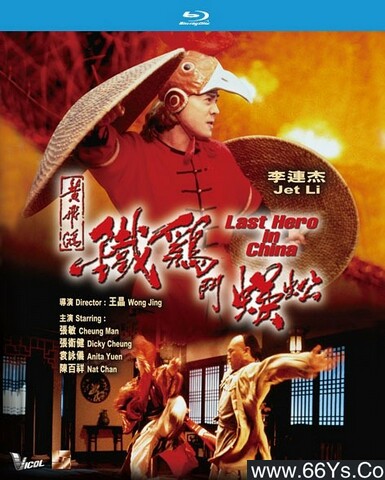 Blu-ray Disc
李連杰
Jet Li
黃飛鴻
鐵鷄鬥蜈蚣
Last Hero
in
China
導演 Director : 王晶 Wong Jing
主演 Starring :
張敏 Cheung Man
張衛健 Dicky Cheung
袁詠儀 Anita Yuen
陳百祥 Nat Chan
VICOL
www.66Ys.Co